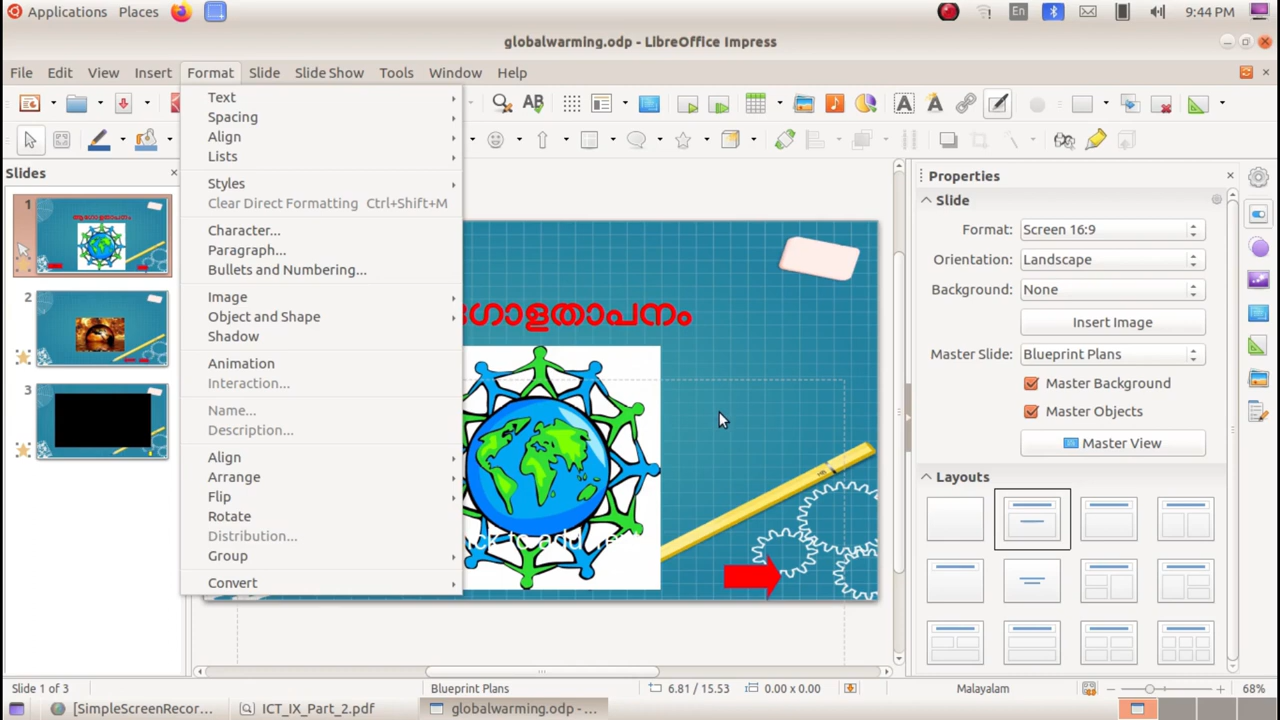 Applications Places En 9:44 PM
globalwarming.odp - LibreOffice Impress
File Edit View Insert Format Slide Slide Show Tools Window Help
Text
Spacing
Align
Lists
Styles
Clear Direct Formatting Ctrl+Shift+M
Character...
Paragraph...
Bullets and Numbering...
Image
Object and Shape
Shadow
Animation
Interaction...
Name...
Description...
Align
Arrange
Flip
Rotate
Distribution...
Group
Convert
Slides
1
ആഗോളതാപനം
2
3
Properties
Slide
Format: Screen 16:9
Orientation: Landscape
Background: None
Insert Image
Master Slide: Blueprint Plans
Master Background
Master Objects
Master View
Layouts
Slide 1 of 3 Blueprint Plans 6.81 / 15.53 0.00 x 0.00 Malayalam 68%
[SimpleScreenRecor... ICT_IX_Part_2.pdf globalwarming.odp - ...